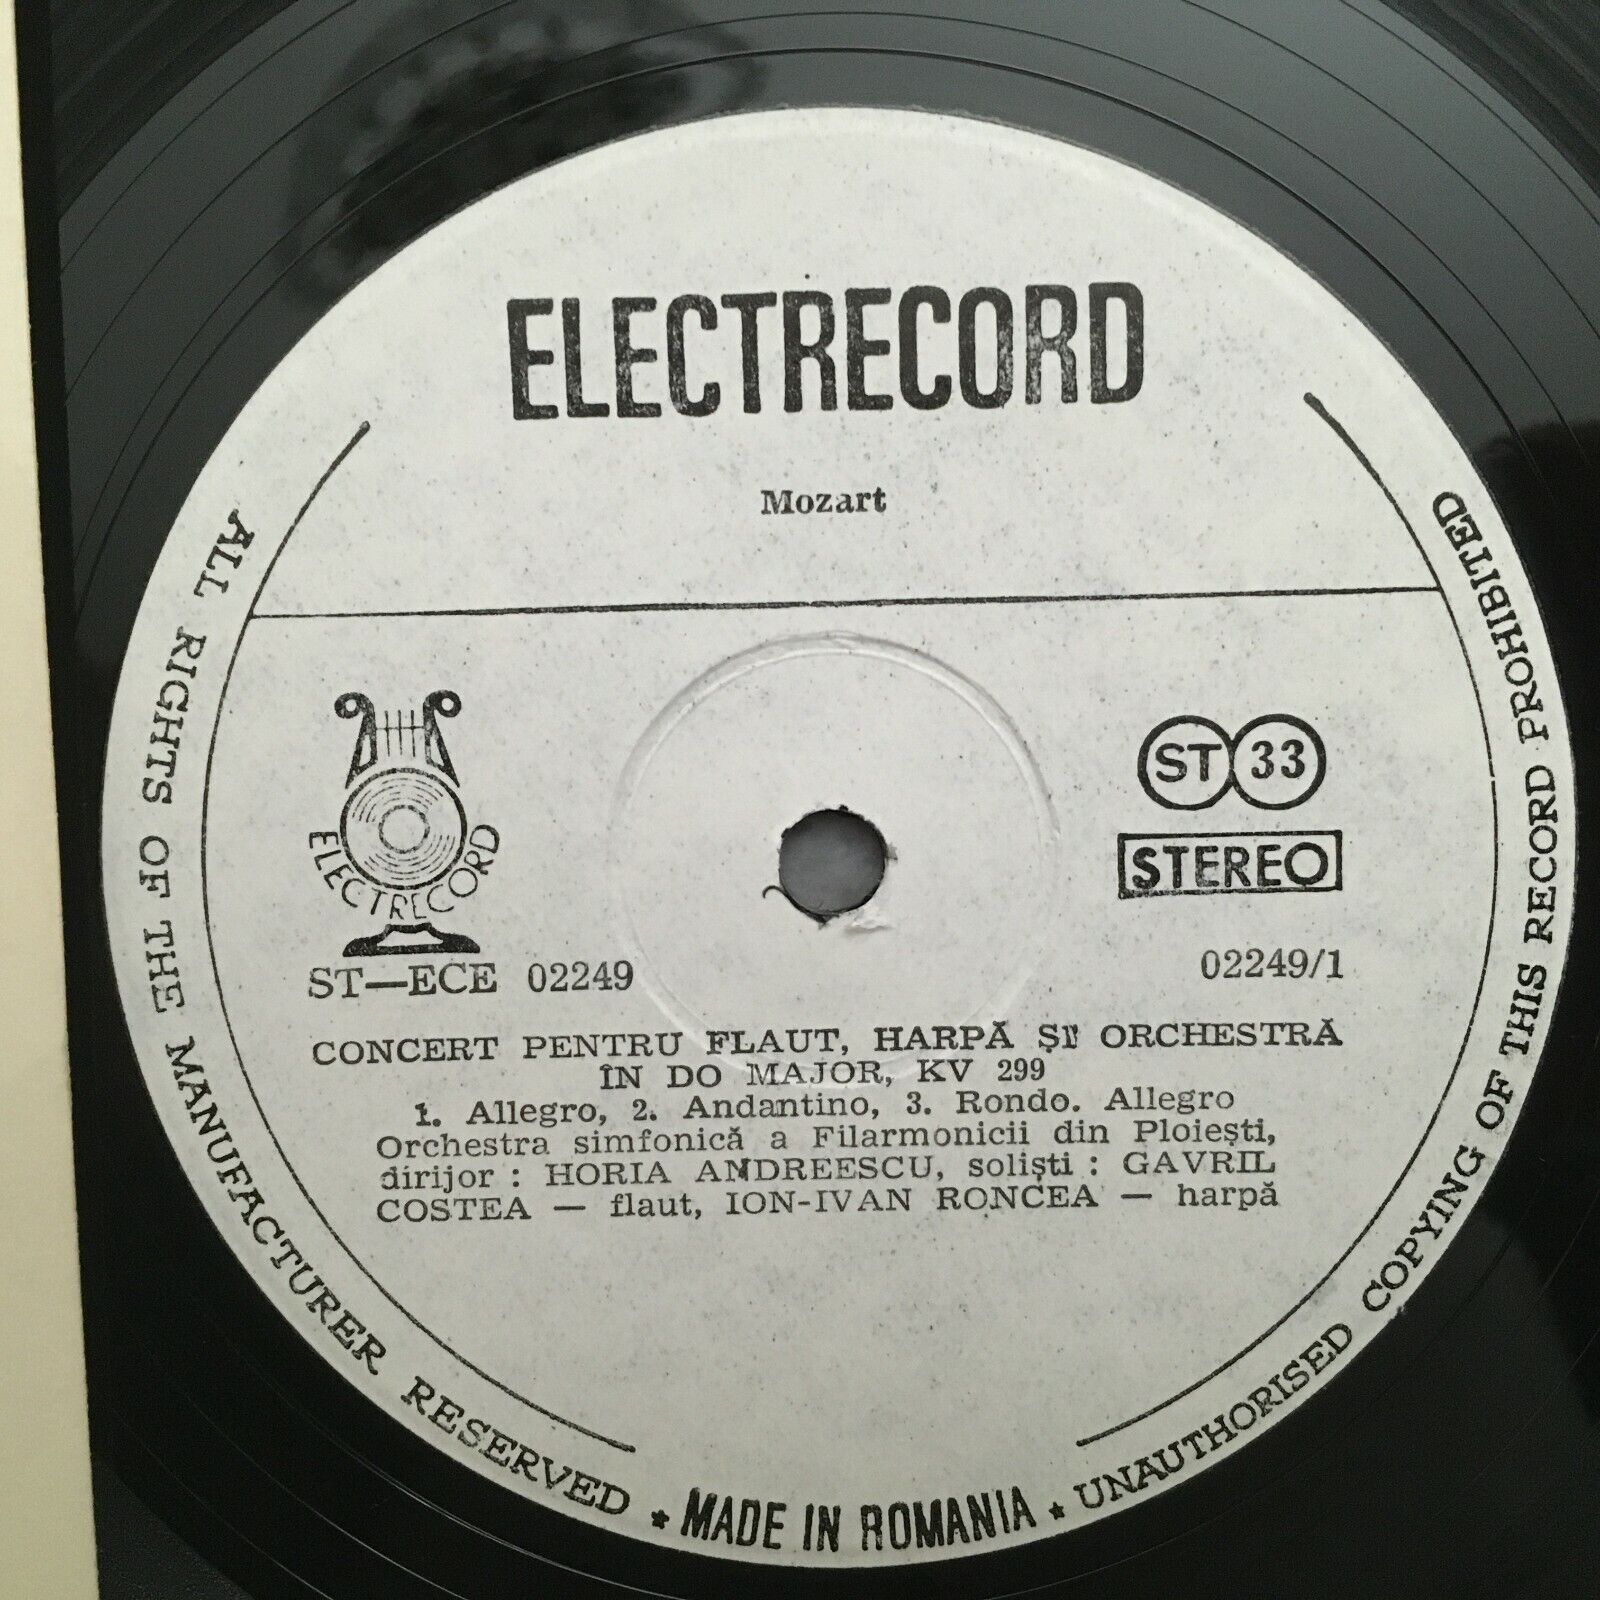 ELECTRECORD
Mozart
ELECTRECORD
ST 33
STEREO
ST—ECE 02249
02249/1
CONCERT PENTRU FLAUT, HARPĂ ȘI ORCHESTRĂ
ÎN DO MAJOR, KV 299
1. Allegro, 2. Andantino, 3. Rondo. Allegro
Orchestra simfonică a Filarmonicii din Ploiești,
dirijor : HORIA ANDREESCU, soliști : GAVRIL
COSTEA — flaut, ION-IVAN RONCEA — harpă
ALL RIGHTS OF THE MANUFACTURER RESERVED * MADE IN ROMANIA * UNAUTHORISED COPYING OF THIS RECORD PROHIBITED